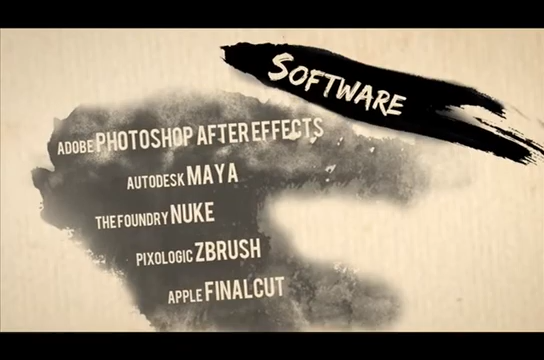 SOFTWARE
ADOBE PHOTOSHOP AFTER EFFECTS
AUTODESK MAYA
THE FOUNDRY NUKE
PIXOLOGIC ZBRUSH
APPLE FINALCUT